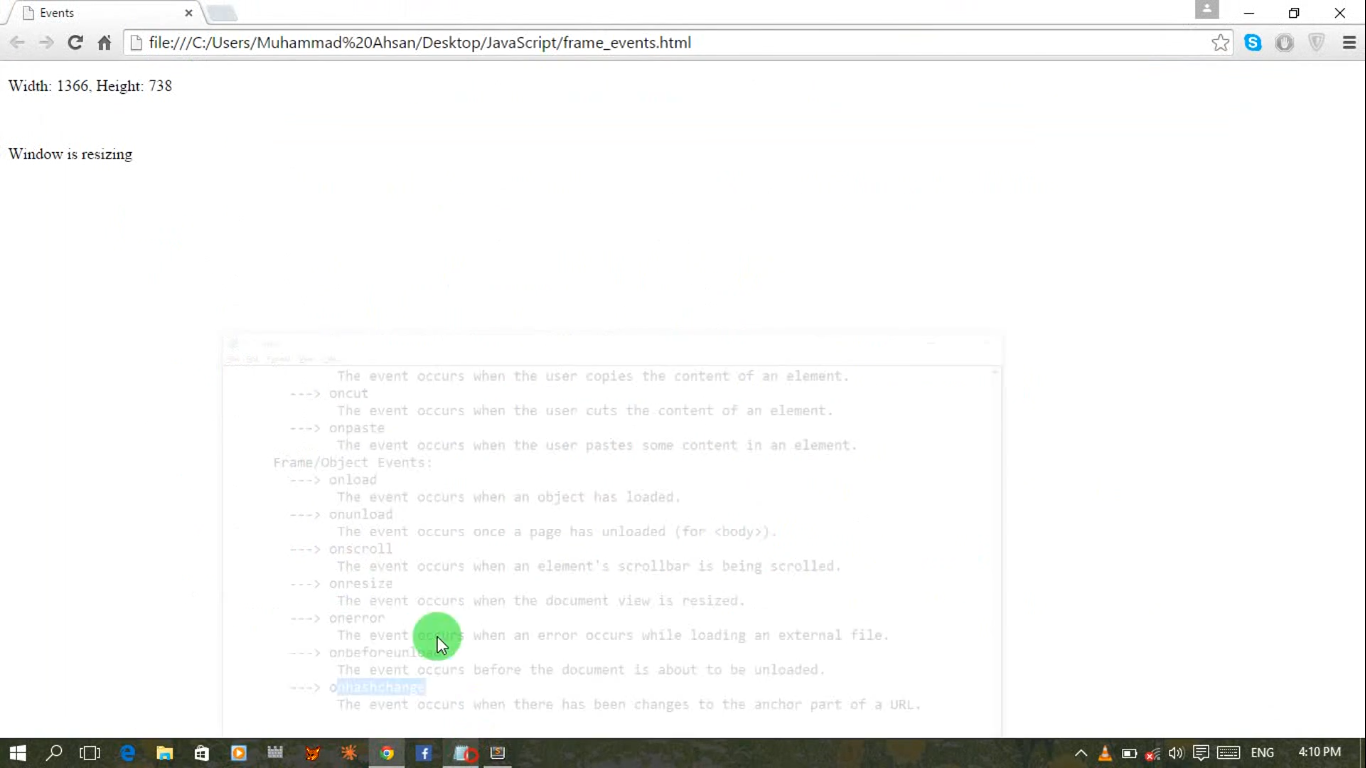 Events
file:///C:/Users/Muhammad%20Ahsan/Desktop/JavaScript/frame_events.html
Width: 1366, Height: 738
Window is resizing
The event occurs when the user copies the content of an element.
---> oncut
The event occurs when the user cuts the content of an element.
---> onpaste
The event occurs when the user pastes some content in an element.
Frame/Object Events:
---> onload
The event occurs when an object has loaded.
---> onunload
The event occurs once a page has unloaded (for <body>).
---> onscroll
The event occurs when an element's scrollbar is being scrolled.
---> onresize
The event occurs when the document view is resized.
---> onerror
The event occurs when an error occurs while loading an external file.
---> onbeforeunload
The event occurs before the document is about to be unloaded.
---> onhashchange
The event occurs when there has been changes to the anchor part of a URL.
ENG
4:10 PM